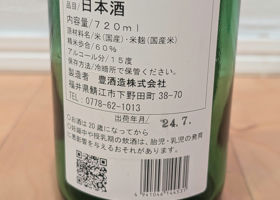 品目/日本酒
内容量/720ml
原材料名/米(国産)・米麹(国産米)
精米歩合/60%
アルコール分/15度
保存方法/冷暗所で保管ください。
製造者 豊酒造株式会社
福井県鯖江市下野田町38-70
TEL 0778-62-1013
出荷年月/ 24.7.
○お酒は20歳になってから
○妊娠中や授乳期の飲酒は、胎児・乳児の発育
に悪影響を与えるおそれがあります。
4941046144321